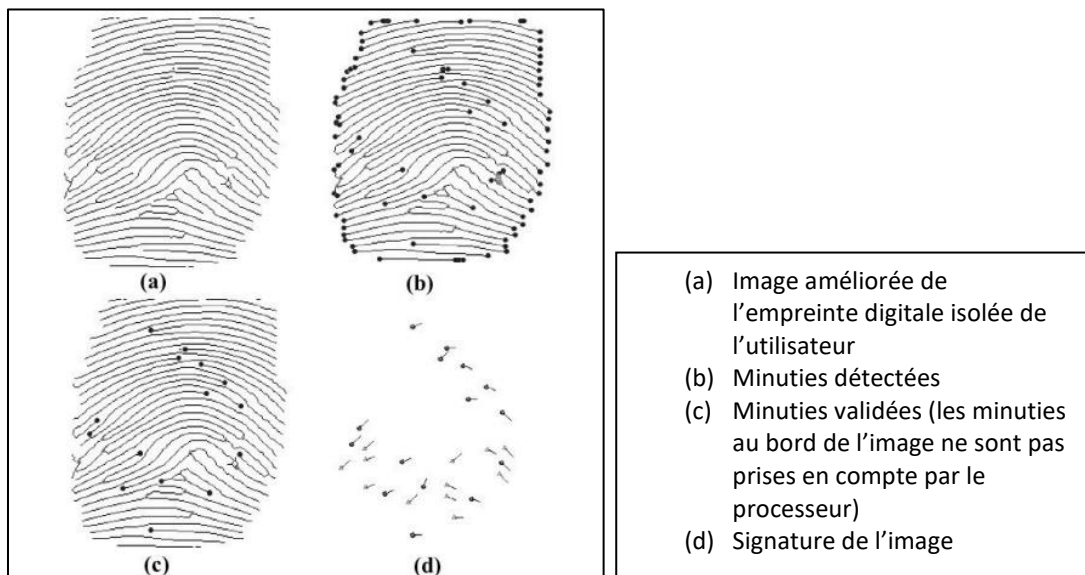 (a)
(b)
(c)
(d)
(a) Image améliorée de
l’empreinte digitale isolée de
l’utilisateur
(b) Minuties détectées
(c) Minuties validées (les minuties
au bord de l’image ne sont pas
prises en compte par le
processeur)
(d) Signature de l’image